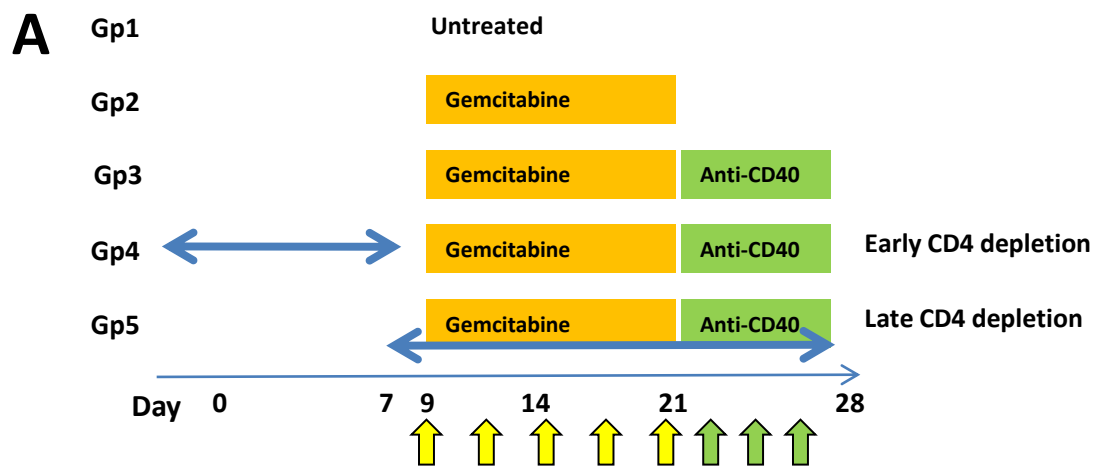 A
Gp1 Untreated
Gp2 Gemcitabine
Gp3 Gemcitabine Anti-CD40
Gp4 Gemcitabine Anti-CD40 Early CD4 depletion
Gp5 Gemcitabine Anti-CD40 Late CD4 depletion
Day 0 7 9 14 21 28